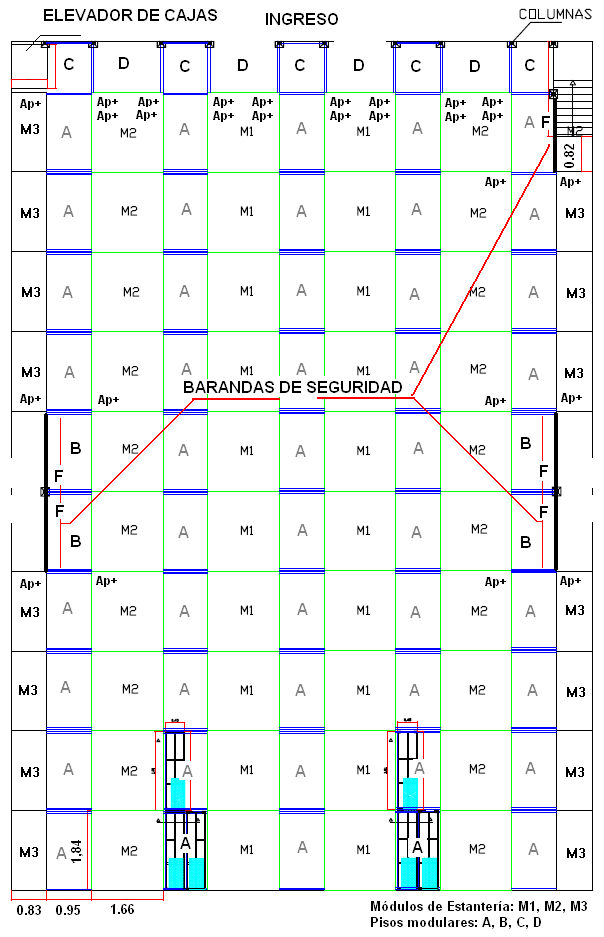 ELEVADOR DE CAJAS INGRESO COLUMNAS
C D C D C D C
Ap+ Ap+ Ap+ Ap+ Ap+ Ap+ Ap+ Ap+ Ap+
Ap+ Ap+ Ap+ Ap+ Ap+ Ap+ Ap+ Ap+
M3 A M2 A M1 A M1 A M2 A F M2
0.82
Ap+ Ap+
M3 A M2 A M1 A M1 A M2 A M3
M3 A M2 A M1 A M1 A M2 A M3
M3 A M2 A M1 A M1 A M2 A M3
BARANDAS DE SEGURIDAD
Ap+ Ap+ Ap+ Ap+
B M2 A M1 A M1 A M2 B
F F
F F
B M2 A M1 A M1 A M2 B
Ap+ Ap+ Ap+ Ap+
M3 A M2 A M1 A M1 A M2 A M3
M3 A M2 A M1 A M1 A M2 A M3
M3 A M2 A M1 A M1 A M2 A M3
M3 A 1,84 M2 A M1 A M1 A M2 A M3
0.83 0.95 1.66
Módulos de Estantería: M1, M2, M3
Pisos modulares: A, B, C, D